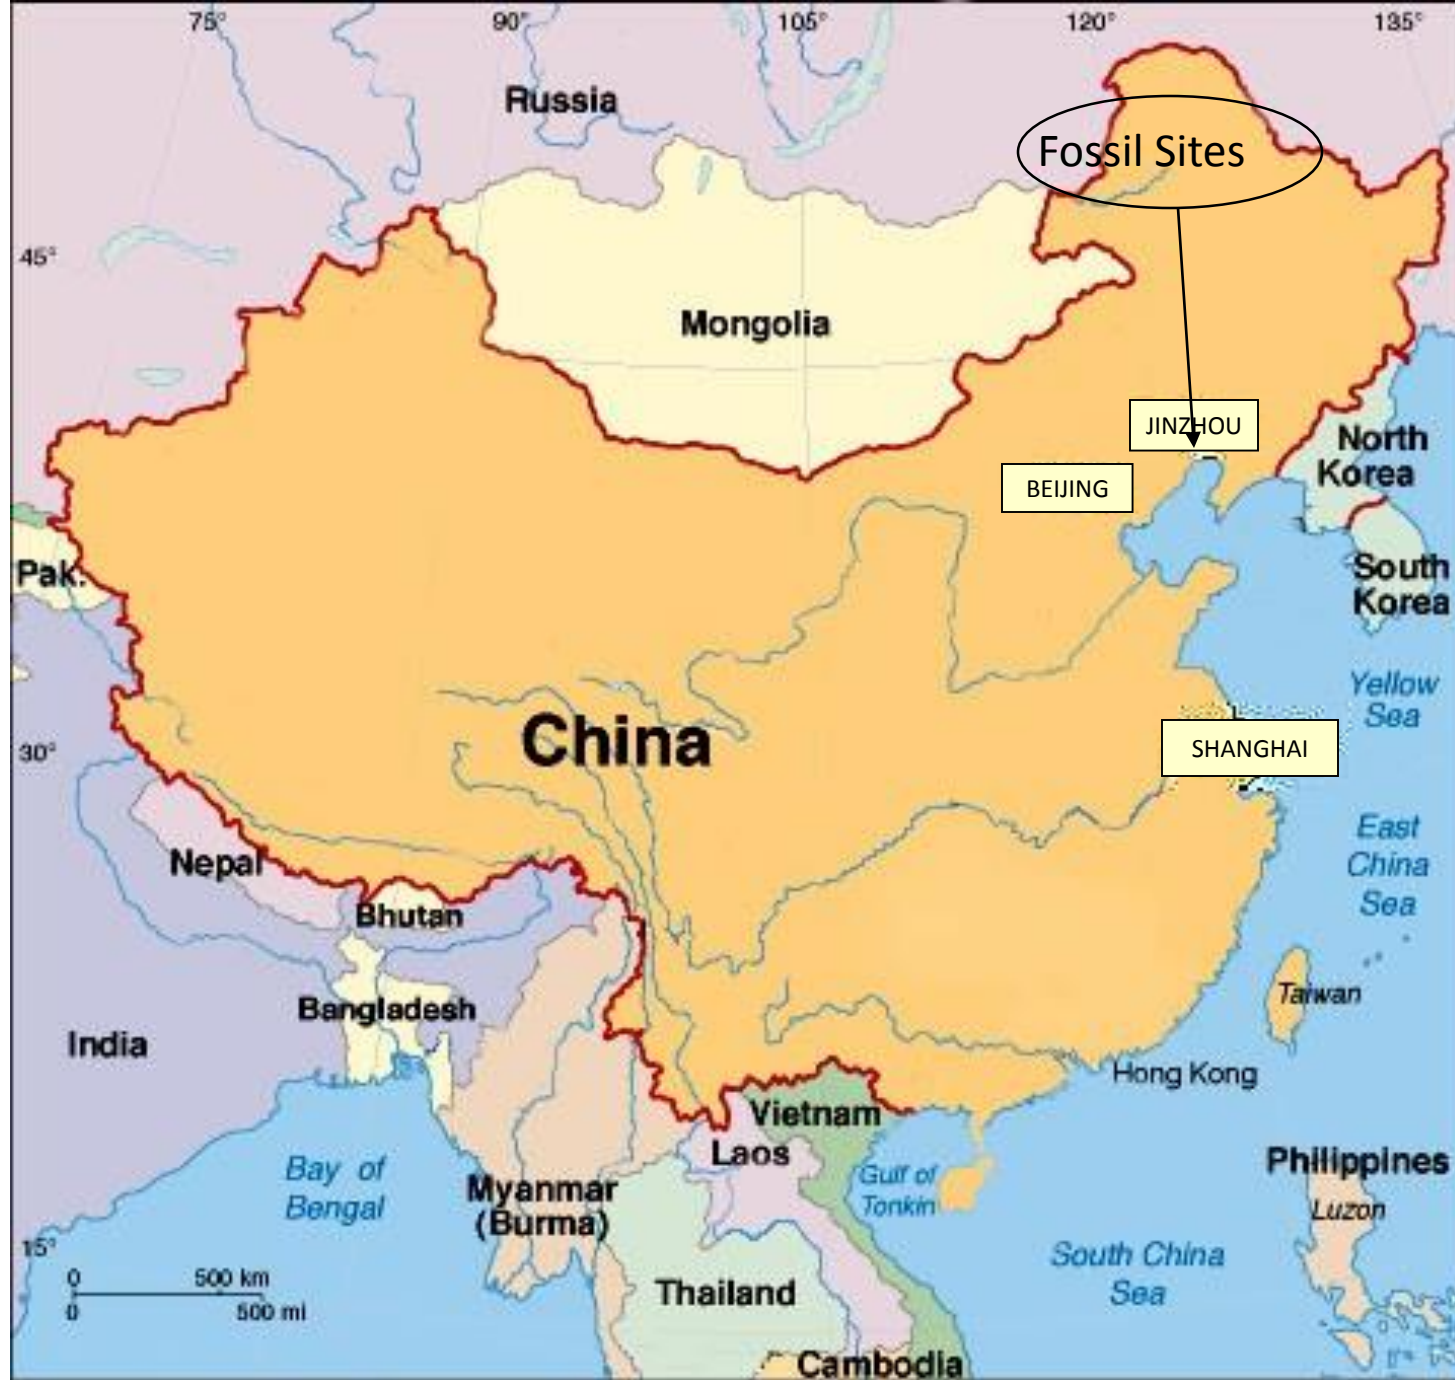 75°
90°
105°
120°
135°
Russia
Fossil Sites
45°
Mongolia
JINZHOU
North
Korea
BEIJING
Pak.
South
Korea
Yellow
Sea
China
SHANGHAI
30°
East
China
Sea
Nepal
Bhutan
Taiwan
Bangladesh
India
Hong Kong
Vietnam
Laos
Bay of
Bengal
Myanmar
(Burma)
Gulf of
Tonkin
Philippines
Luzon
15°
South China
Sea
0 500 km
0 500 mi
Thailand
Cambodia